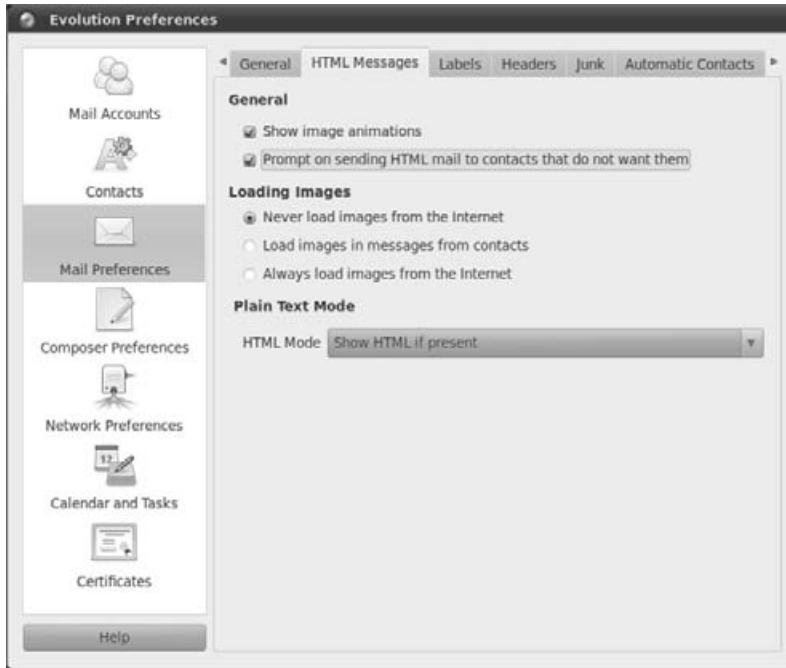 Evolution Preferences
Mail Accounts
Contacts
Mail Preferences
Composer Preferences
Network Preferences
12
Calendar and Tasks
Certificates
Help
General HTML Messages Labels Headers Junk Automatic Contacts
General
Show image animations
Prompt on sending HTML mail to contacts that do not want them
Loading Images
Never load images from the Internet
Load images in messages from contacts
Always load images from the Internet
Plain Text Mode
HTML Mode Show HTML if present